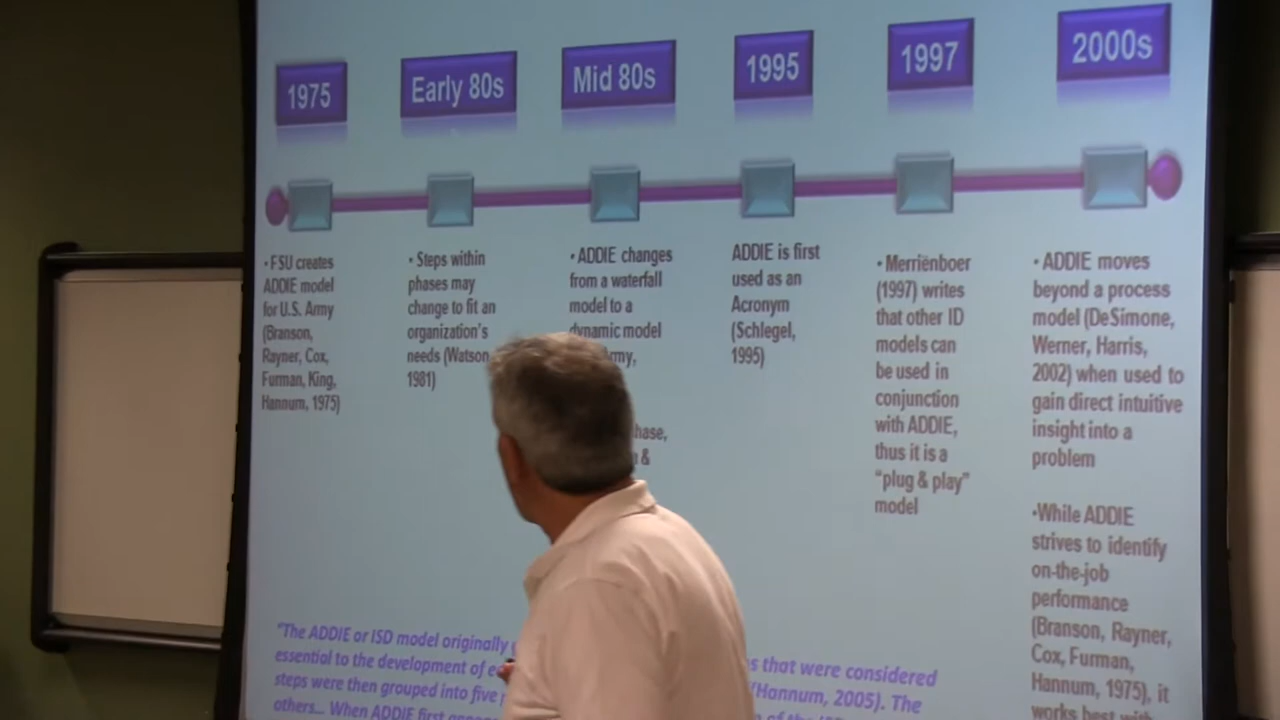 1975
Early 80s
Mid 80s
1995
1997
2000s
• FSU creates
ADDIE model
for U.S. Army
(Branson,
Rayner, Cox,
Furman, King,
Hannum, 1975)
• Steps within
phases may
change to fit an
organization's
needs (Watson
1981)
• ADDIE changes
from a waterfall
model to a
dynamic model
&
ADDIE is first
used as an
Acronym
(Schlegel,
1995)
• Merrienboer
(1997) writes
that other ID
models can
be used in
conjunction
with ADDIE,
thus it is a
"plug & play"
model
• ADDIE moves
beyond a process
model (DeSimone,
Werner, Harris,
2002) when used to
gain direct intuitive
insight into a
problem
•While ADDIE
strives to identify
on-the-job
performance
(Branson, Rayner,
Cox, Furman,
Hannum, 1975), it
works best with
"The ADDIE or ISD model originally
that were considered
essential to the development of
(Hannum, 2005). The
steps were then grouped into five
others... When ADDIE first
of the